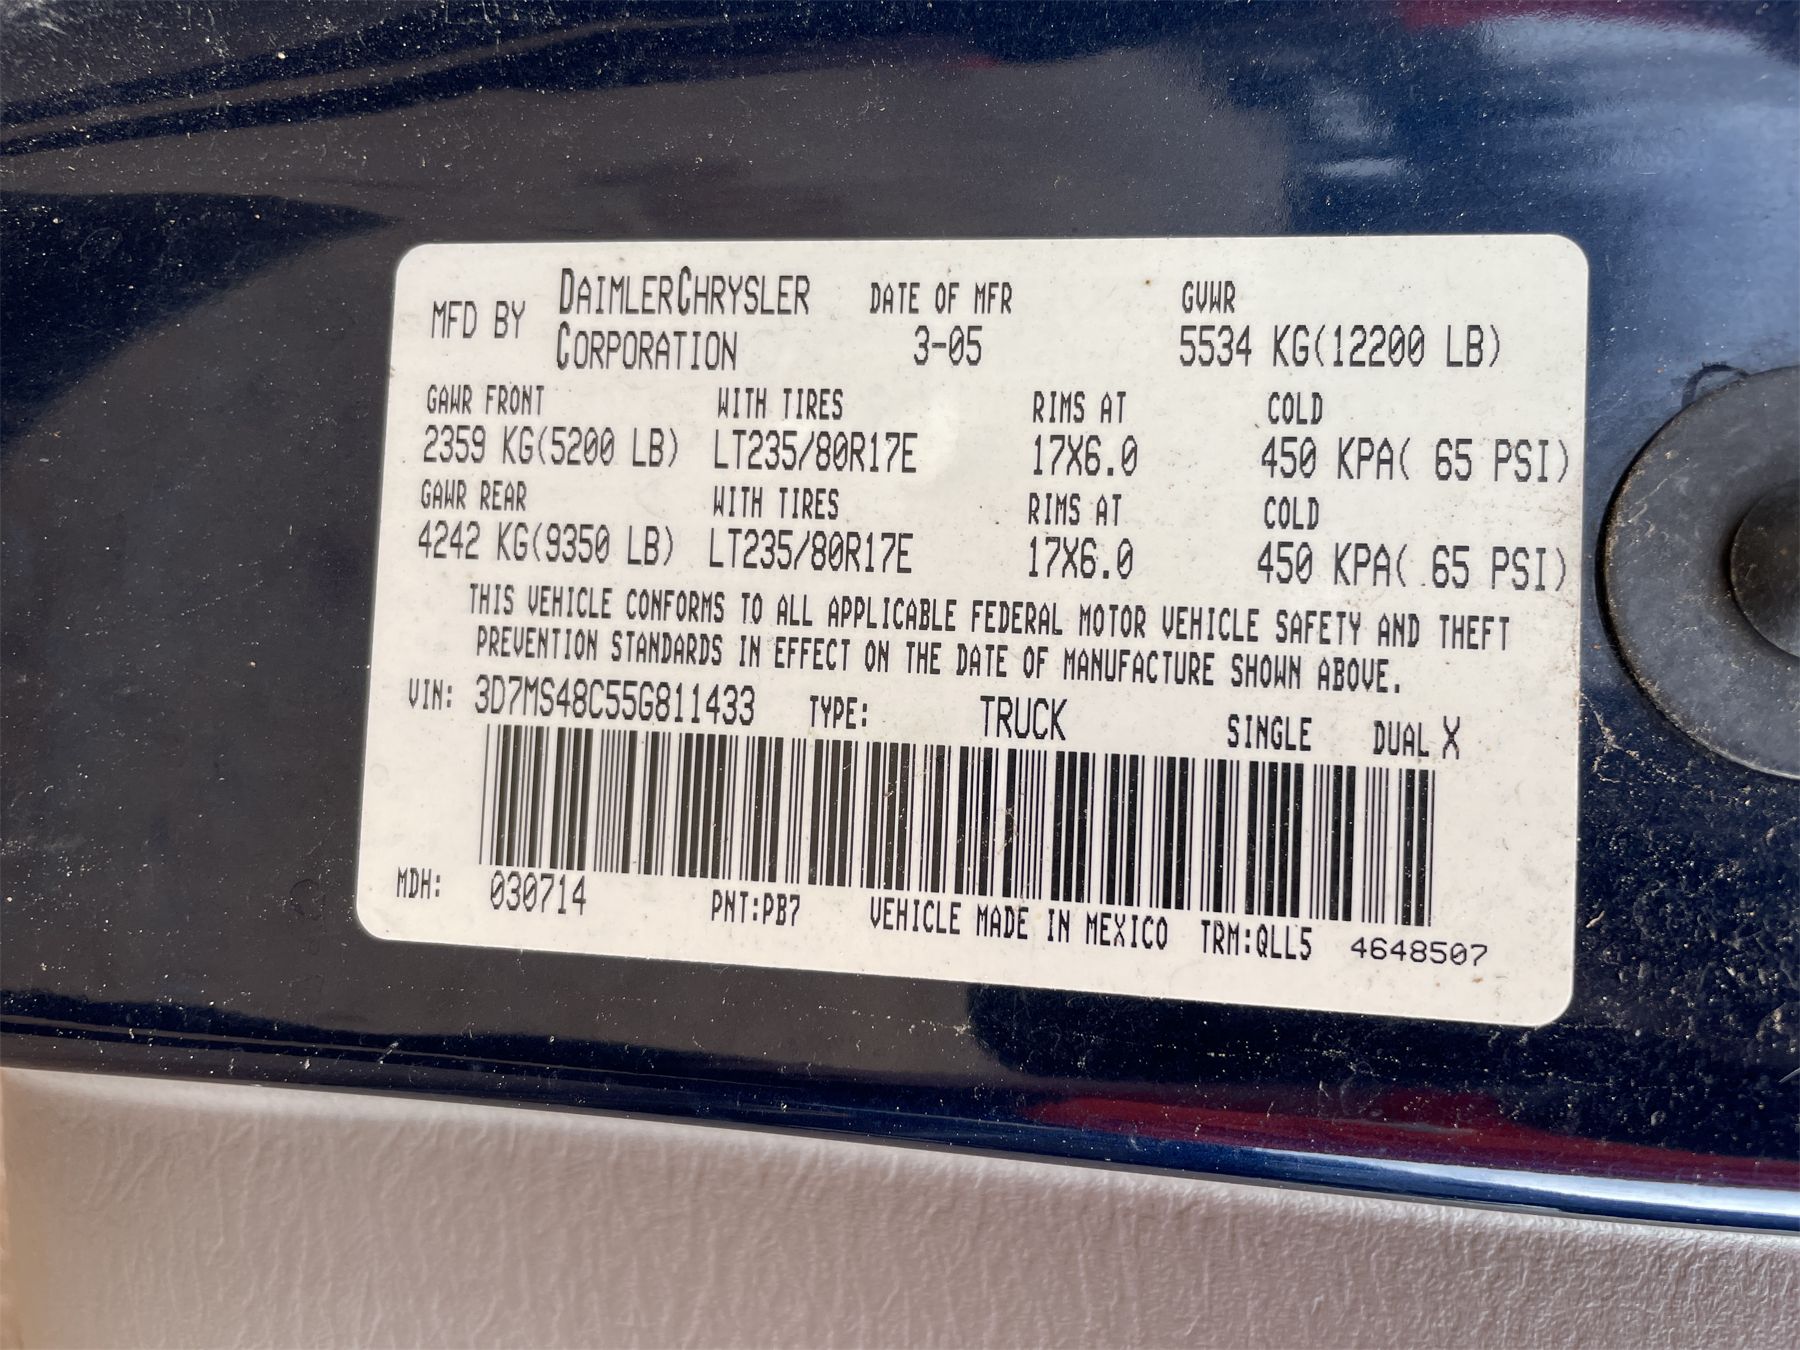 MFD BY DAIMLERCHRYSLER CORPORATION DATE OF MFR 3-05 GVWR 5534 KG(12200 LB)
GAWR FRONT WITH TIRES RIMS AT COLD
2359 KG(5200 LB) LT235/80R17E 17X6.0 450 KPA( 65 PSI)
GAWR REAR WITH TIRES RIMS AT COLD
4242 KG(9350 LB) LT235/80R17E 17X6.0 450 KPA( 65 PSI)
THIS VEHICLE CONFORMS TO ALL APPLICABLE FEDERAL MOTOR VEHICLE SAFETY AND THEFT
PREVENTION STANDARDS IN EFFECT ON THE DATE OF MANUFACTURE SHOWN ABOVE.
VIN: 3D7MS48C55G811433 TYPE: TRUCK SINGLE DUAL X
MDH: 030714 PNT:PB7 VEHICLE MADE IN MEXICO TRM:QLL5 4648507